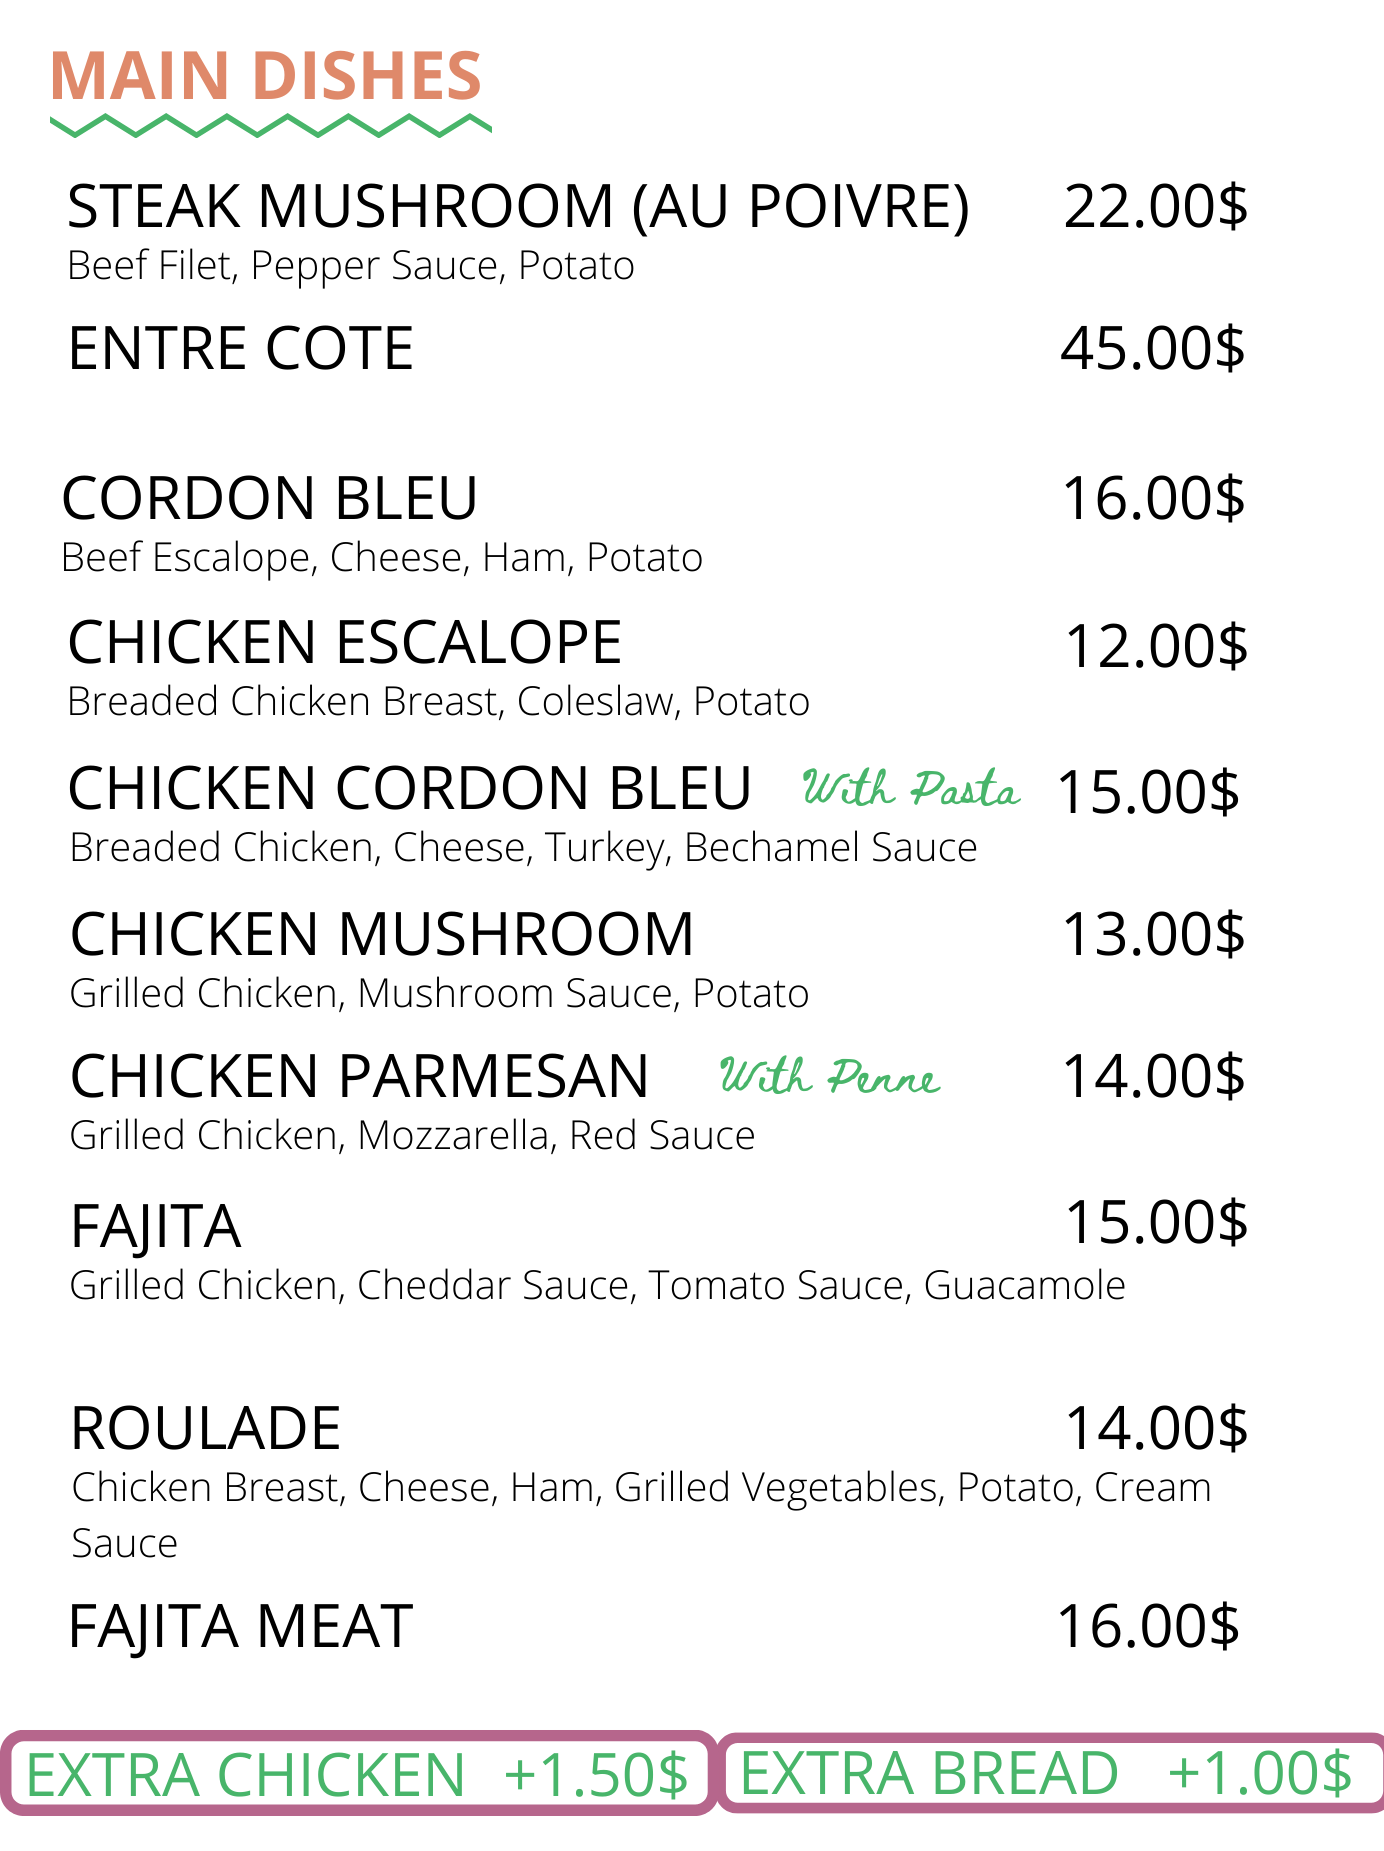 MAIN DISHES
STEAK MUSHROOM (AU POIVRE) 22.00$
Beef Filet, Pepper Sauce, Potato
ENTRE COTE 45.00$
CORDON BLEU 16.00$
Beef Escalope, Cheese, Ham, Potato
CHICKEN ESCALOPE 12.00$
Breaded Chicken Breast, Coleslaw, Potato
CHICKEN CORDON BLEU With Pasta 15.00$
Breaded Chicken, Cheese, Turkey, Bechamel Sauce
CHICKEN MUSHROOM 13.00$
Grilled Chicken, Mushroom Sauce, Potato
CHICKEN PARMESAN With Penne 14.00$
Grilled Chicken, Mozzarella, Red Sauce
FAJITA 15.00$
Grilled Chicken, Cheddar Sauce, Tomato Sauce, Guacamole
ROULADE 14.00$
Chicken Breast, Cheese, Ham, Grilled Vegetables, Potato, Cream
Sauce
FAJITA MEAT 16.00$
EXTRA CHICKEN +1.50$ EXTRA BREAD +1.00$